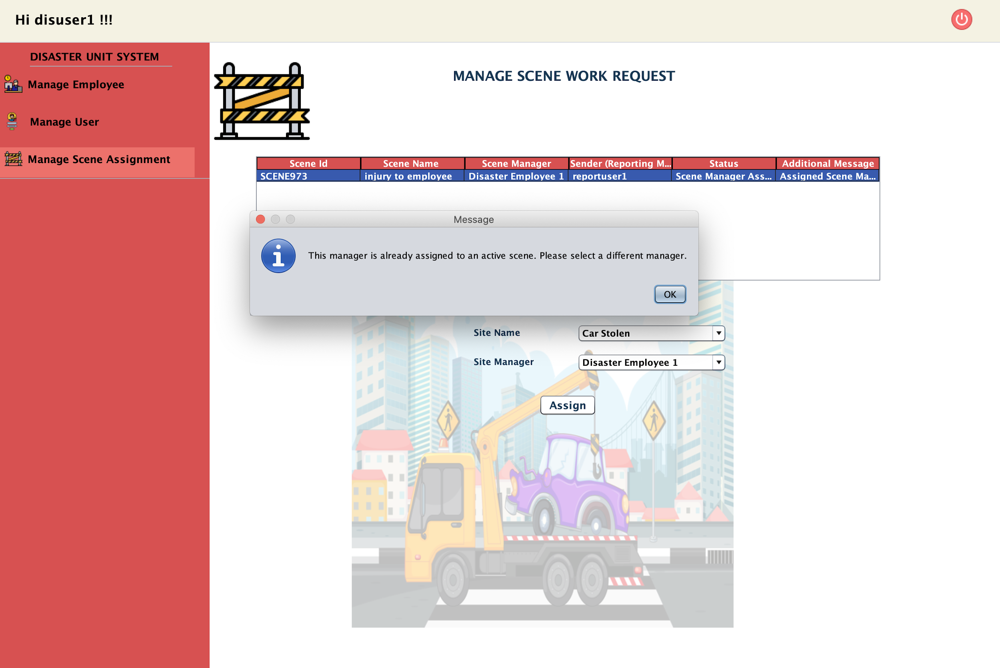 Hi disuser1 !!!
DISASTER UNIT SYSTEM
Manage Employee
Manage User
Manage Scene Assignment
MANAGE SCENE WORK REQUEST
Scene Id Scene Name Scene Manager Sender (Reporting M... Status Additional Message
SCENE973 injury to employee Disaster Employee 1 reportuser1 Scene Manager Ass... Assigned Scene Ma...
Message
This manager is already assigned to an active scene. Please select a different manager.
OK
Site Name Car Stolen
Site Manager Disaster Employee 1
Assign